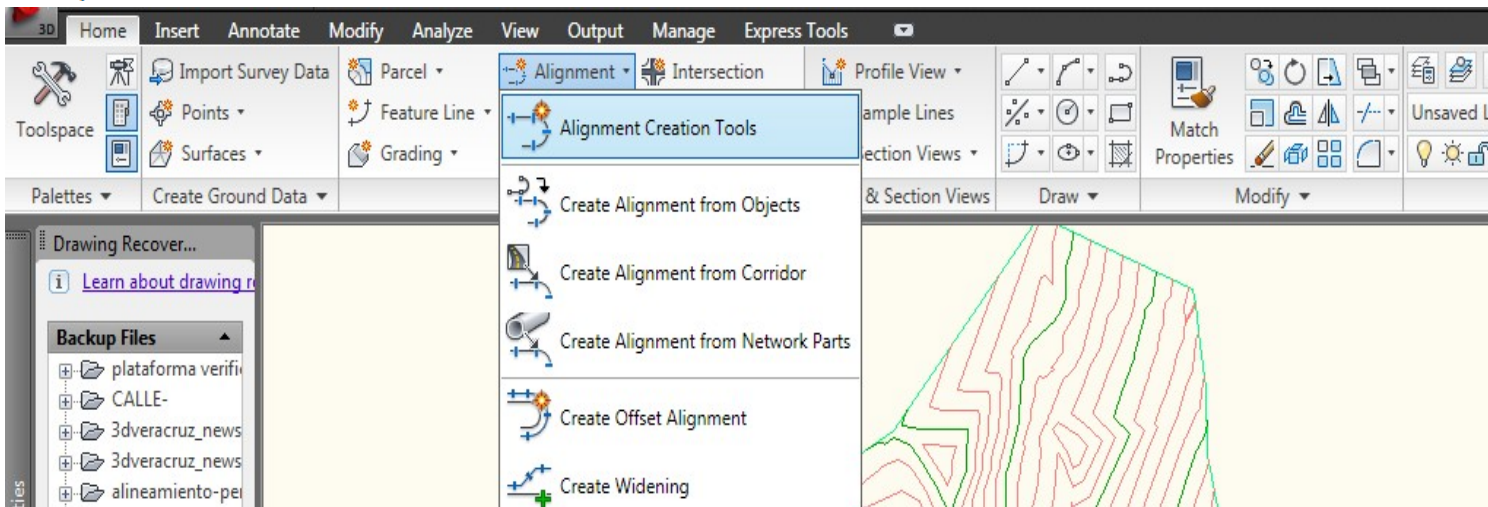 3D Home Insert Annotate Modify Analyze View Output Manage Express Tools
Import Survey Data Parcel Alignment Intersection Profile View
Toolspace Points Feature Line Alignment Creation Tools ample Lines Match Properties Unsaved L
Surfaces Grading ection Views
Palettes Create Ground Data & Section Views Draw Modify
Create Alignment from Objects
Create Alignment from Corridor
Create Alignment from Network Parts
Create Offset Alignment
Create Widening
Drawing Recover...
Learn about drawing r
Backup Files
plataforma verifi
CALLE-
3dveracruz_news
3dveracruz_news
alineamiento-per
ties